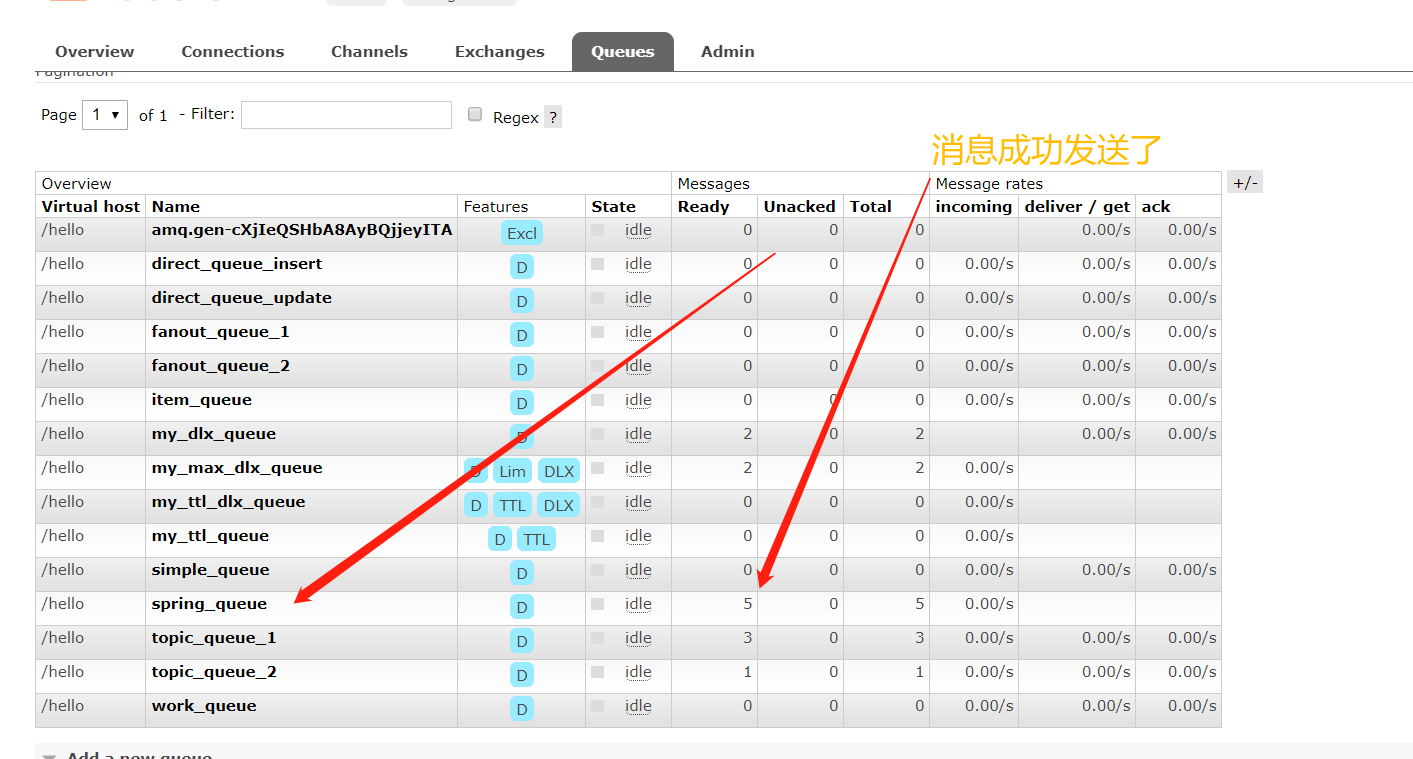 Overview Connections Channels Exchanges Queues Admin
Pagination
Page 1 of 1 - Filter: Regex ?
消息成功发送了
Overview Messages Message rates +/-
Virtual host Name Features State Ready Unacked Total incoming deliver / get ack
/hello amq.gen-cXjIeQSHbA8AyBQjjeyITA Excl idle 0 0 0 0.00/s 0.00/s
/hello direct_queue_insert D idle 0 0 0 0.00/s 0.00/s 0.00/s
/hello direct_queue_update D idle 0 0 0 0.00/s 0.00/s 0.00/s
/hello fanout_queue_1 D idle 0 0 0 0.00/s 0.00/s 0.00/s
/hello fanout_queue_2 D idle 0 0 0 0.00/s 0.00/s 0.00/s
/hello item_queue D idle 0 0 0 0.00/s 0.00/s 0.00/s
/hello my_dlx_queue D idle 2 0 2 0.00/s 0.00/s
/hello my_max_dlx_queue D Lim DLX idle 2 0 2 0.00/s
/hello my_ttl_dlx_queue D TTL DLX idle 0 0 0 0.00/s
/hello my_ttl_queue D TTL idle 0 0 0 0.00/s
/hello simple_queue D idle 0 0 0 0.00/s 0.00/s 0.00/s
/hello spring_queue D idle 5 0 5 0.00/s
/hello topic_queue_1 D idle 3 0 3 0.00/s 0.00/s 0.00/s
/hello topic_queue_2 D idle 1 0 1 0.00/s 0.00/s 0.00/s
/hello work_queue D idle 0 0 0 0.00/s 0.00/s 0.00/s
Add a new queue